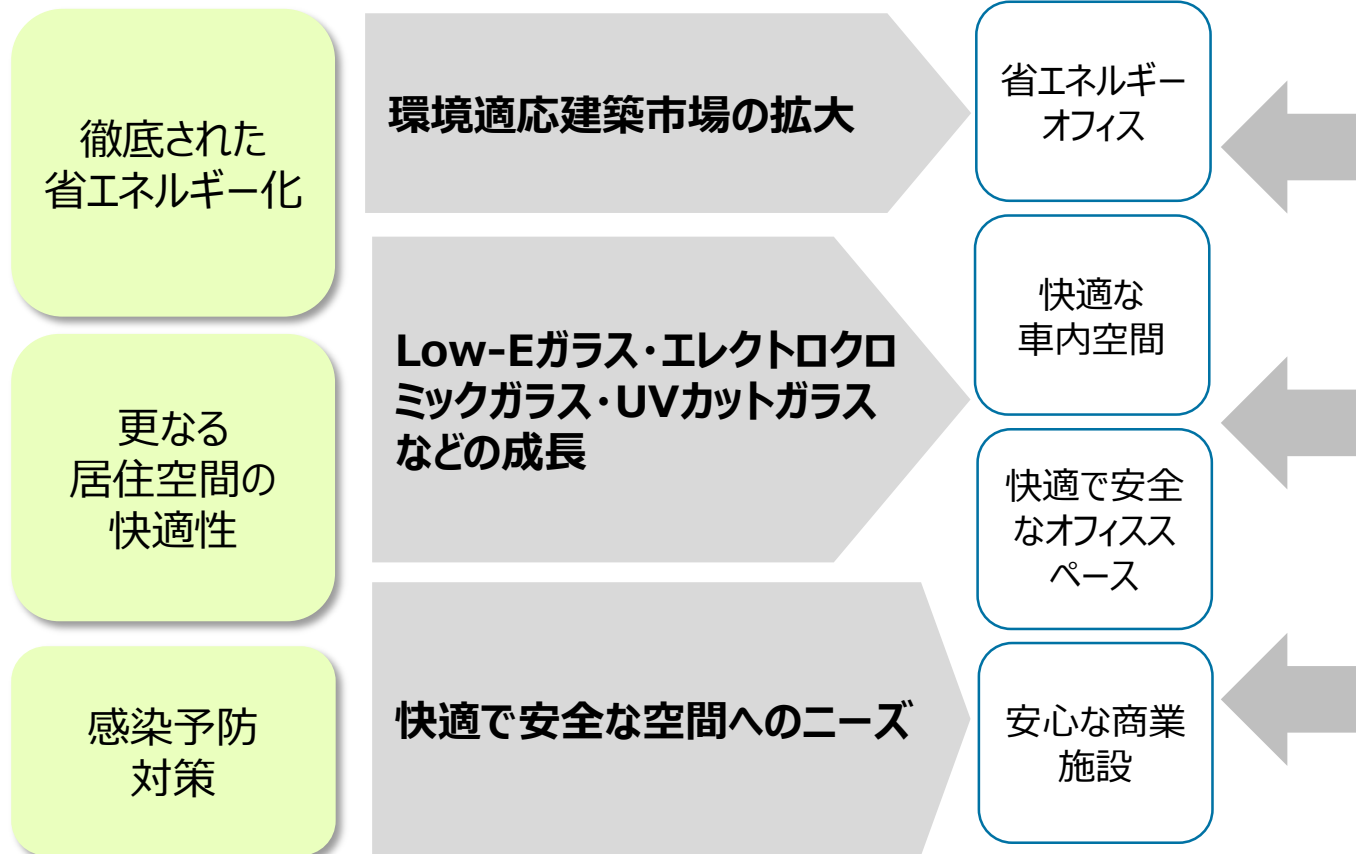 徹底された
省エネルギー化
更なる
居住空間の
快適性
感染予防
対策
環境適応建築市場の拡大
Low-Eガラス・エレクトロクロ
ミックガラス・UVカットガラス
などの成長
快適で安全な空間へのニーズ
省エネルギー
オフィス
快適な
車内空間
快適で安全
なオフィスス
ペース
安心な商業
施設